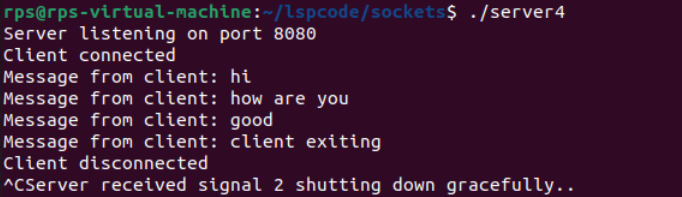 rps@rps-virtual-machine:~/lspcode/sockets$ ./server4
Server listening on port 8080
Client connected
Message from client: hi
Message from client: how are you
Message from client: good
Message from client: client exiting
Client disconnected
^CServer received signal 2 shutting down gracefully..